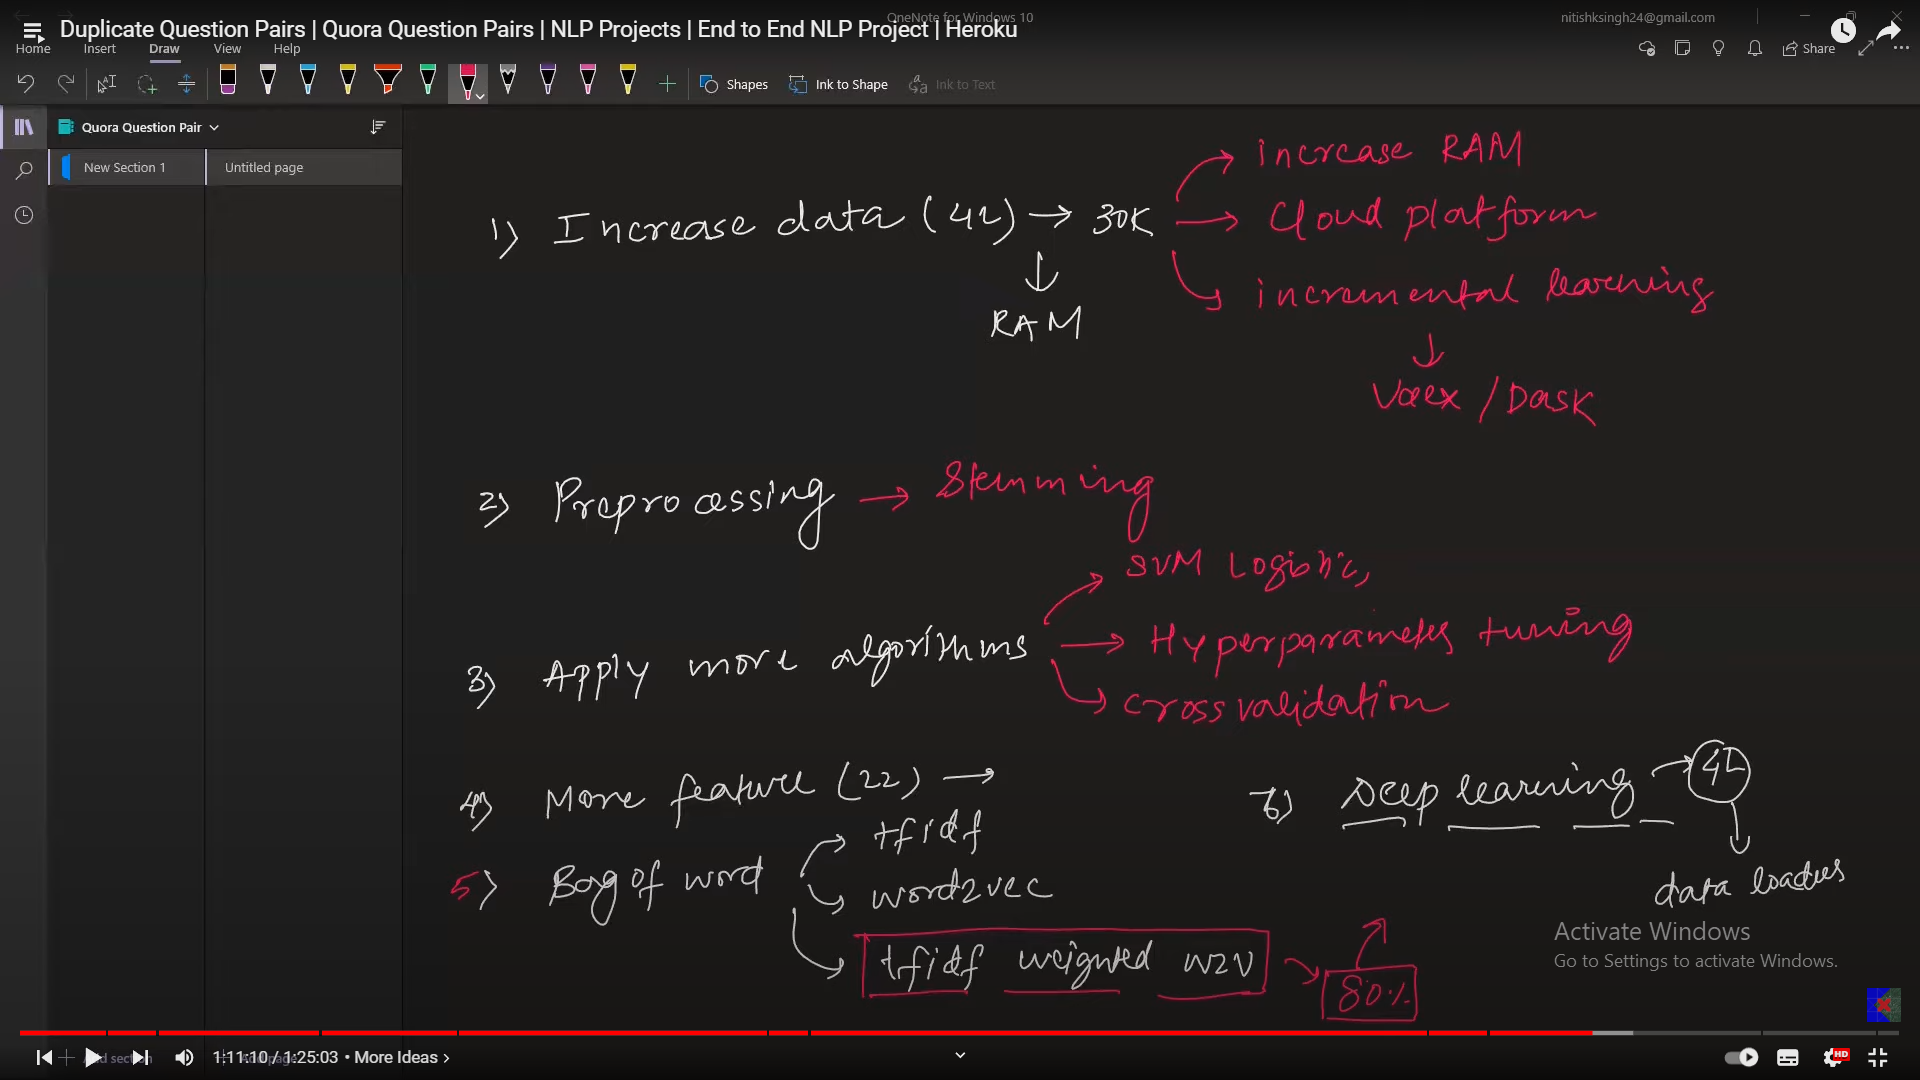 OneNote for Windows 10
nitishksingh24@gmail.com
Duplicate Question Pairs | Quora Question Pairs | NLP Projects | End to End NLP Project | Heroku
Home Insert Draw View Help
Share
Shapes Ink to Shape Ink to Text
Quora Question Pair
New Section 1 Untitled page
1) Increase data (4L) → 30K
↓
RAM
→ increase RAM
→ Cloud platform
→ incremental learning
↓
Vaex / Dask
2) Preprocessing → Stemming
3) Apply more algorithms
→ SVM Logistic,
→ Hyperparameters tuning
→ cross validation
4) More feature (22) →
5) Bag of word
→ tfidf
→ word2vec
→ tfidf weighted w2v → 80%
6) Deep learning → 4L
↓
data loaders
Activate Windows
Go to Settings to activate Windows.
HD
1:11:10 / 1:25:03 • More Ideas ›